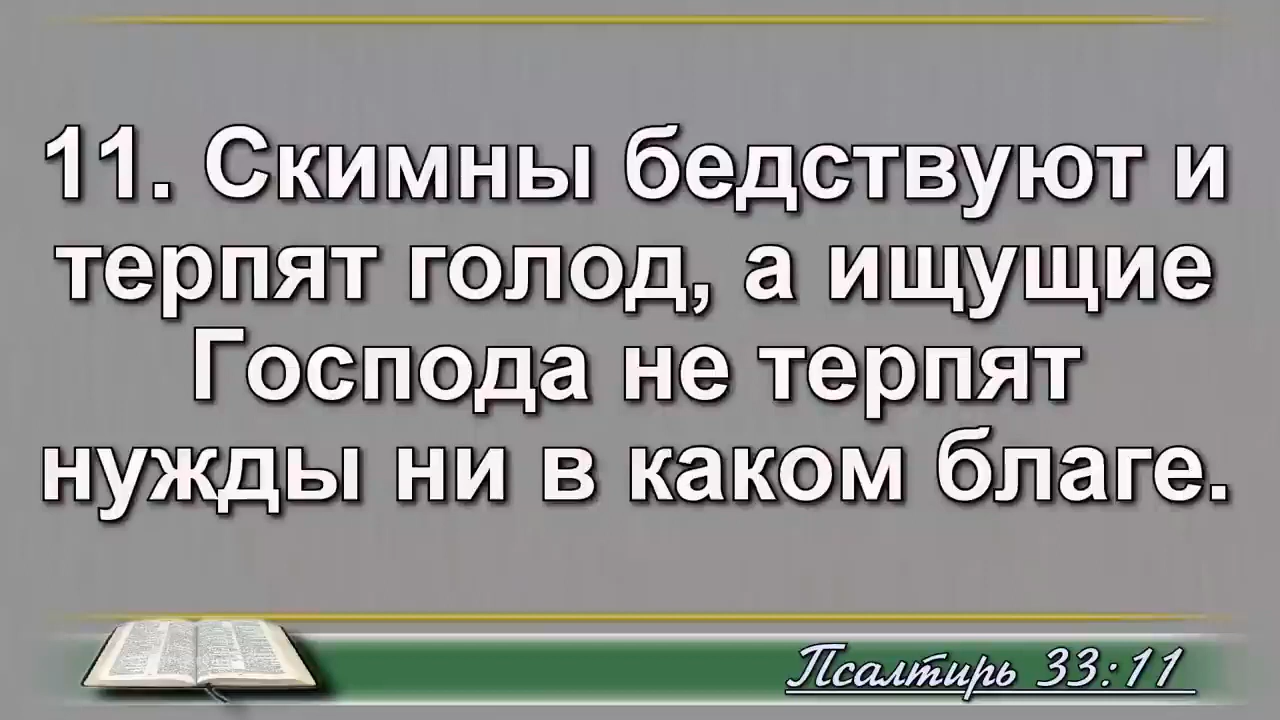 11. Скимны бедствуют и
терпят голод, а ищущие
Господа не терпят
нужды ни в каком благе.
Псалтирь 33:11